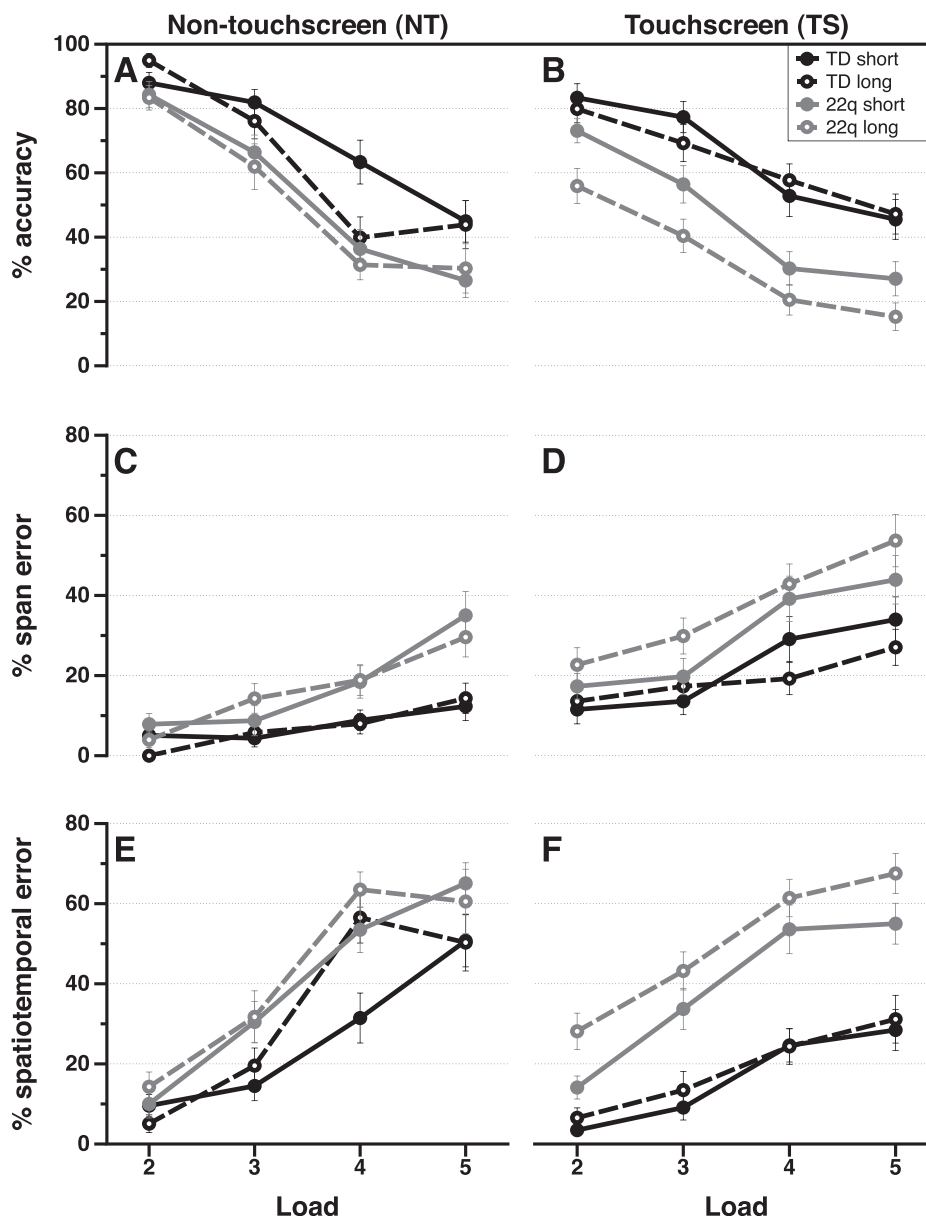 Non-touchscreen (NT)
Touchscreen (TS)
100
80
60
40
20
0
% accuracy
A
B
TD short
TD long
22q short
22q long
80
60
40
20
0
% span error
C
D
80
60
40
20
0
% spatiotemporal error
E
F
2 3 4 5
2 3 4 5
Load
Load